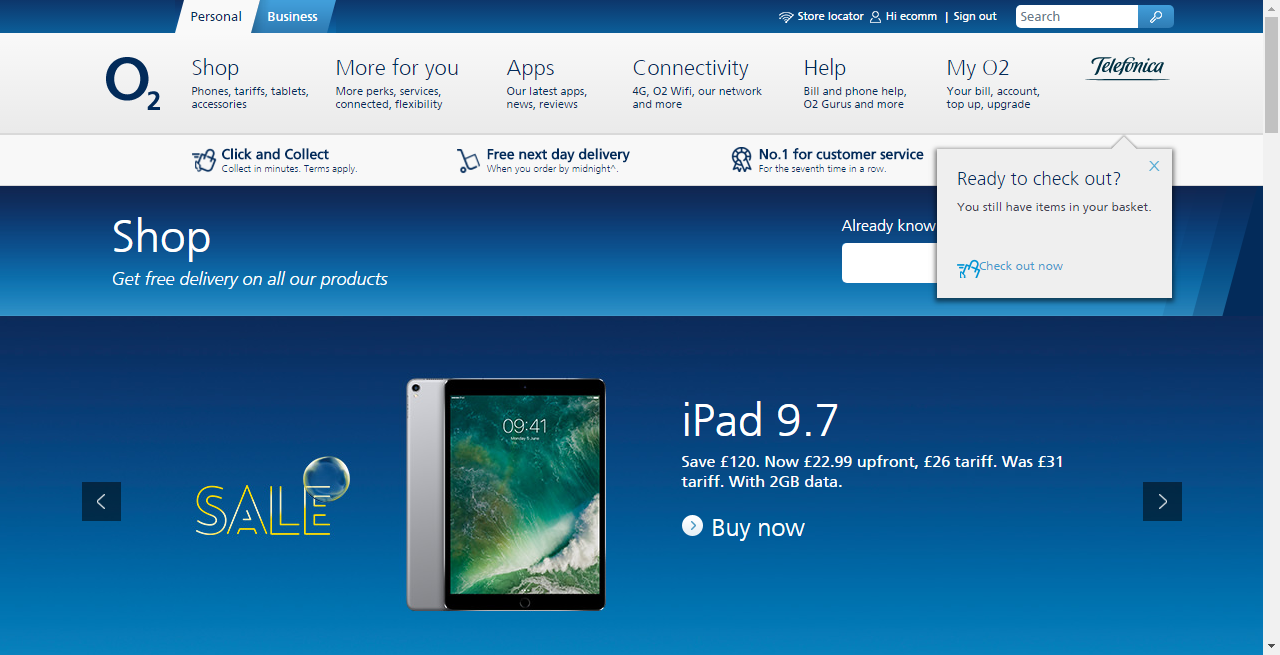 Personal
Business
Store locator
Hi ecomm
| Sign out
Search
O2
Shop
Phones, tariffs, tablets,
accessories
More for you
More perks, services,
connected, flexibility
Apps
Our latest apps,
news, reviews
Connectivity
4G, O2 Wifi, our network
and more
Help
Bill and phone help,
O2 Gurus and more
My O2
Your bill, account,
top up, upgrade
Telefónica
Click and Collect
Collect in minutes. Terms apply.
Free next day delivery
When you order by midnight^.
No.1 for customer service
For the seventh time in a row.
Ready to check out?
You still have items in your basket.
Check out now
Shop
Get free delivery on all our products
Already know
SALE
09:41
Monday 5 June
iPad 9.7
Save £120. Now £22.99 upfront, £26 tariff. Was £31
tariff. With 2GB data.
Buy now